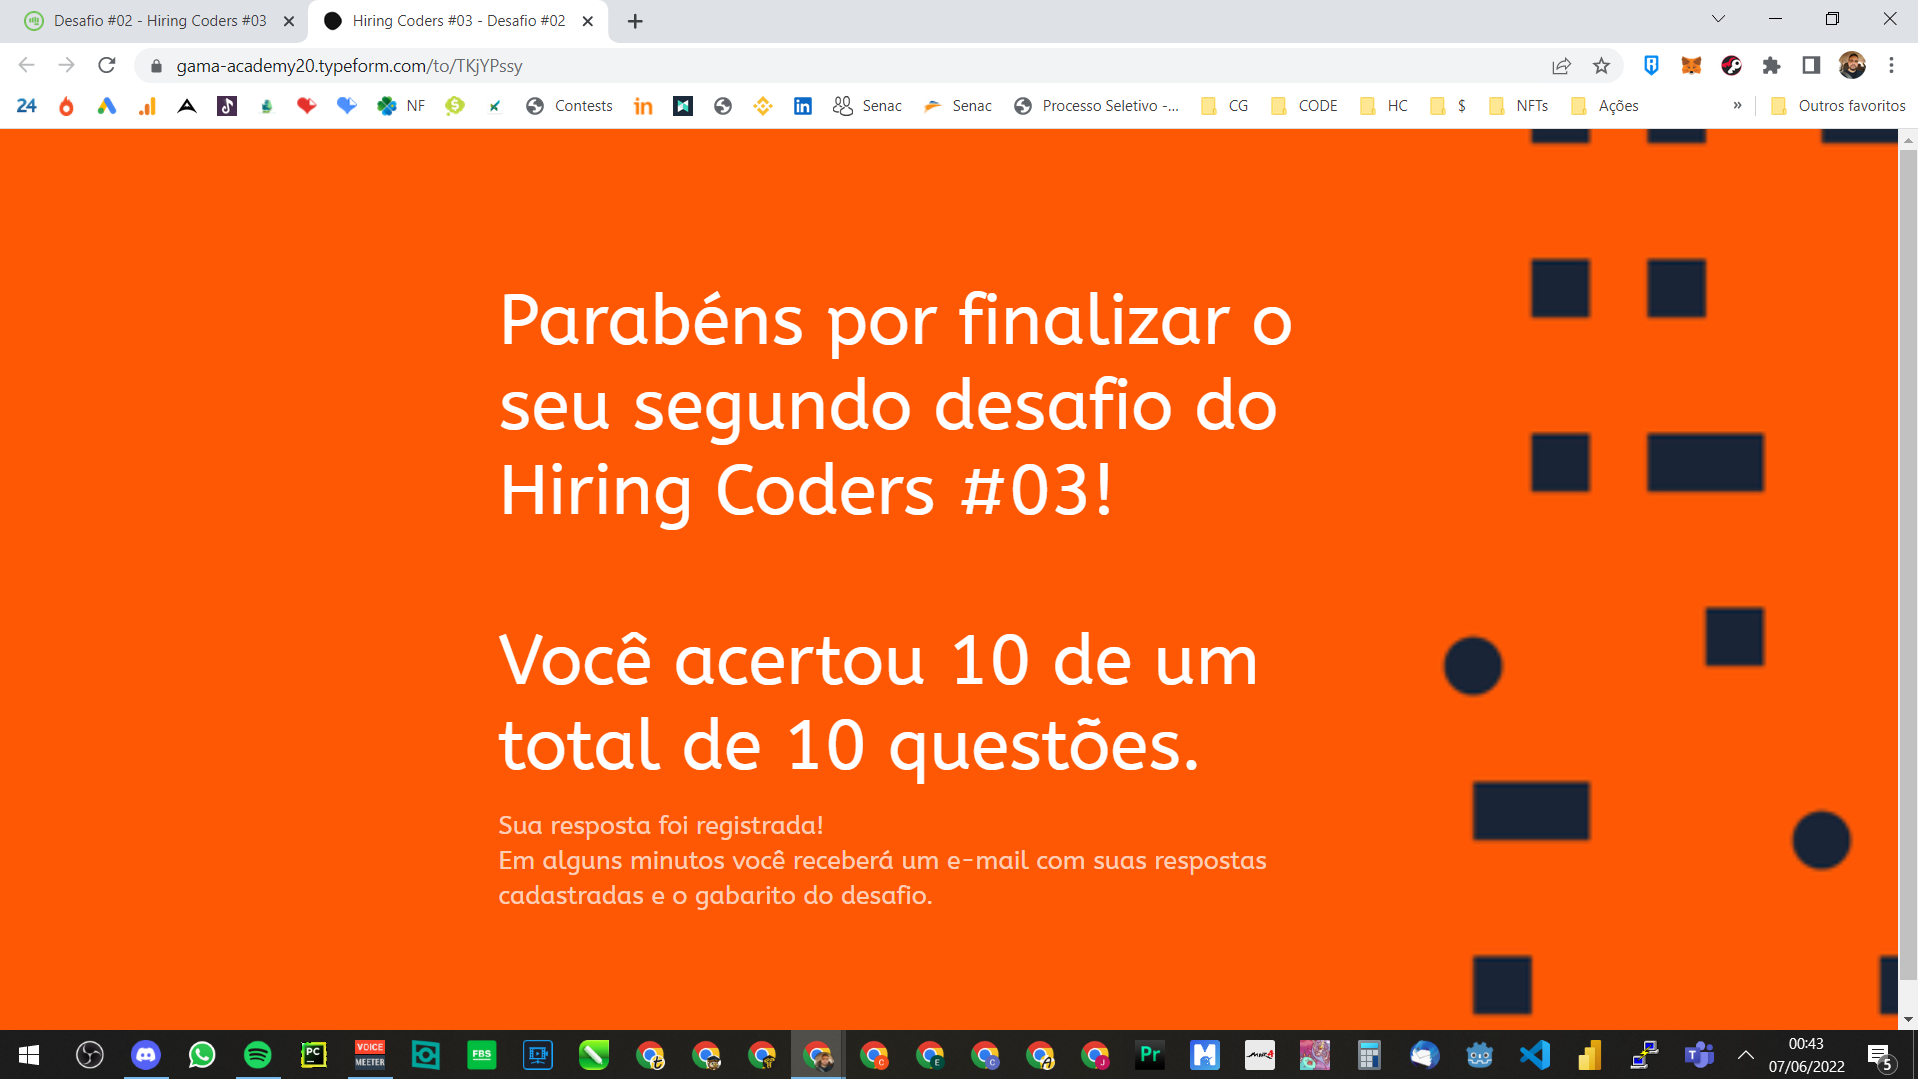 Desafio #02 - Hiring Coders #03
Hiring Coders #03 - Desafio #02
gama-academy20.typeform.com/to/TKjYPssy
24
NF
Contests
in
in
Senac
Senac
Processo Seletivo -...
CG
CODE
HC
$
NFTs
Ações
»
Outros favoritos
Parabéns por finalizar o
seu segundo desafio do
Hiring Coders #03!
Você acertou 10 de um
total de 10 questões.
Sua resposta foi registrada!
Em alguns minutos você receberá um e-mail com suas respostas
cadastradas e o gabarito do desafio.
PC
VOICE
MEETER
FBS
Pr
00:43
07/06/2022
5